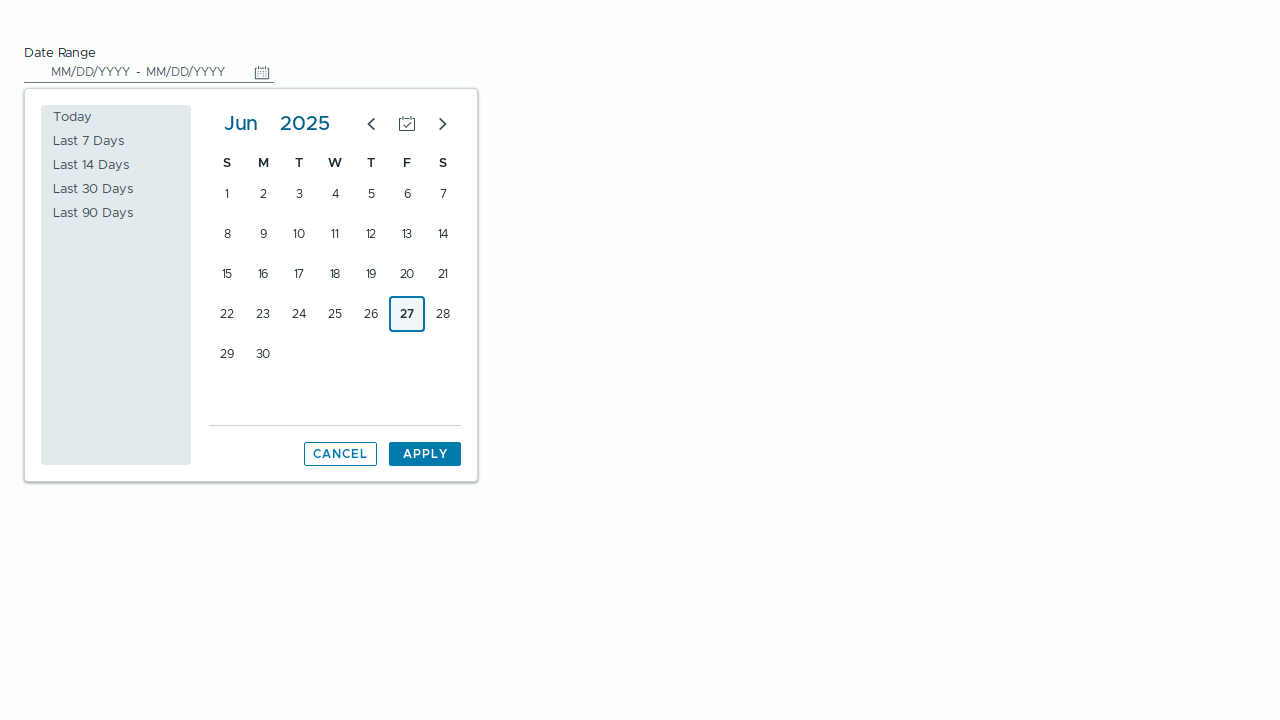 Date Range
MM/DD/YYYY - MM/DD/YYYY
Today
Last 7 Days
Last 14 Days
Last 30 Days
Last 90 Days
Jun 2025
S M T W T F S
1 2 3 4 5 6 7
8 9 10 11 12 13 14
15 16 17 18 19 20 21
22 23 24 25 26 27 28
29 30
CANCEL APPLY